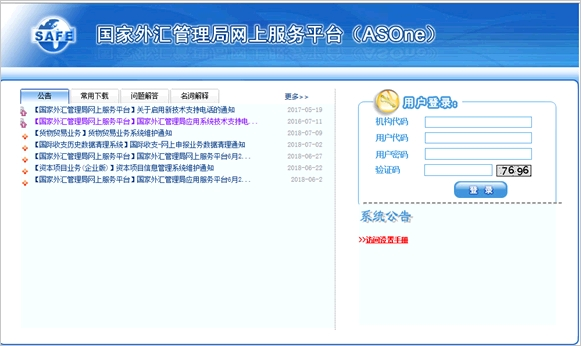 SAFE
国家外汇管理局网上服务平台（ASOne）
公告 常用下载 问题解答 名词解释 更多>>
【国家外汇管理局网上服务平台】关于启用新技术支持电话的通知 2017-05-19
【国家外汇管理局网上服务平台】国家外汇管理局应用系统技术支持电... 2016-07-11
【货物贸易业务】货物贸易业务系统维护通知 2018-07-09
【国际收支历史数据清理系统】国际收支-网上申报业务数据清理通知 2018-07-02
【国家外汇管理局网上服务平台】国家外汇管理局应用服务平台6月2... 2018-06-27
【资本项目业务(企业版)】资本项目信息管理系统维护通知 2018-06-22
【国家外汇管理局网上服务平台】国家外汇管理局应用服务平台6月2... 2018-06-2
用户登录:
机构代码
用户代码
用户密码
验证码 7696
登 录
系统公告
>>访问设置手册